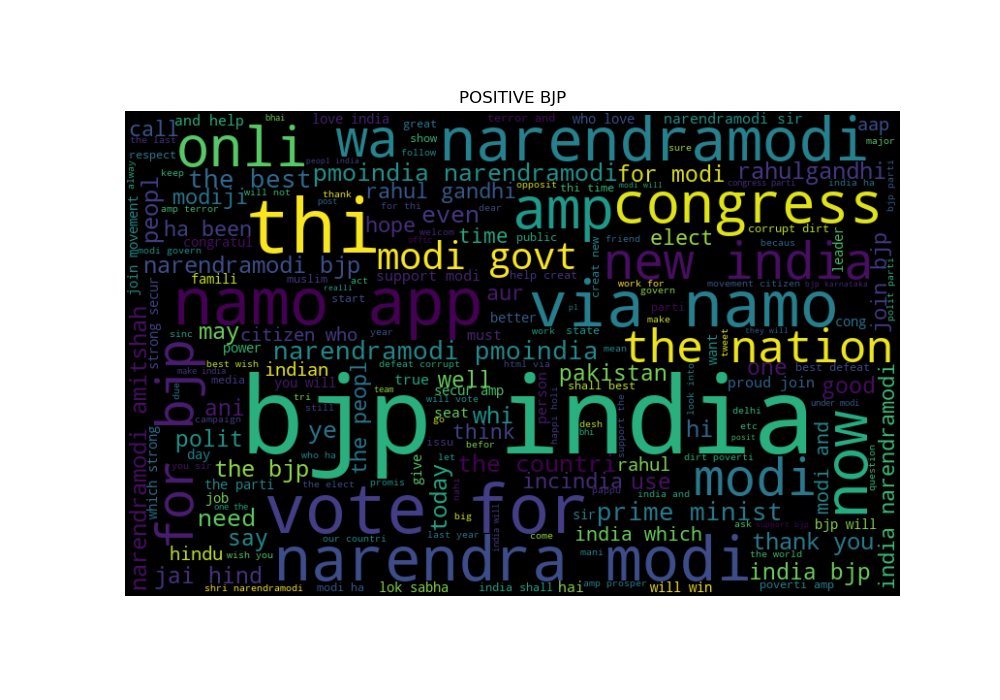 POSITIVE BJP
and help
bhai
love india
great
terror and
who love
narendramodi sir
call
onli
wa
narendramodi
sure
aap
major
the last
show
follow
respect
peopl india
keep
the best
pmoindia narendramodi
for modi
rahulgandhi
bjp parti
modiji
rahul gandhi
opposit
thi time
modi will
congress parti
india ha
will not
thank
amp terror
post
for thi
dear
thi
amp
congress
peopl
ha been
hope
even
welcom
time
public
friend
elect
becaus
corrupt dirt
leader
join bjp
congratul
offic
modi govern
modi govt
new india
creat new
narendramodi bjp
muslim
act
support modi
help creat
work for
govern
movement citizen
bjp karnataka
polit parti
famili
realli
start
aur
namo app
via namo
pl
parti
make
they will
strong secur
join movement alway
better
work
state
cong
sinc
may
citizen who
year
must
the nation
tweet
want
power
narendramodi pmoindia
mean
best wish
make india
indian
defeat corrupt
html via
look into
one
best defeat
media
you will
true
well
pakistan
shall best
proud join
good
under modi
due
tri
team
secur amp
will vote
person
happi holi
ani
still
seat
go
whi
desh
bhi
support the
hi
delhi
etc
posit
campaign
bjp india
polit
day
who ha
ye
the peopl
issu
think
befor
dirt poverti
modi and
now
narendramodi amitshah
which strong
for bjp
you sir
the bjp
promis
give
let
the countri
rahul
question
india narendramodi
the parti
the elect
nahi
incindia
use
pappu
modi
job
one the
vote for
today
big
india will
sir
india and
prime minist
ask
support bjp
bjp will
need
say
our countri
last year
come
india which
thank you
hindu
wish you
narendra modi
mani
the world
jai hind
india bjp
shri narendramodi
modi ha
lok sabha
india shall
hai
amp prosper
will win
poverti amp